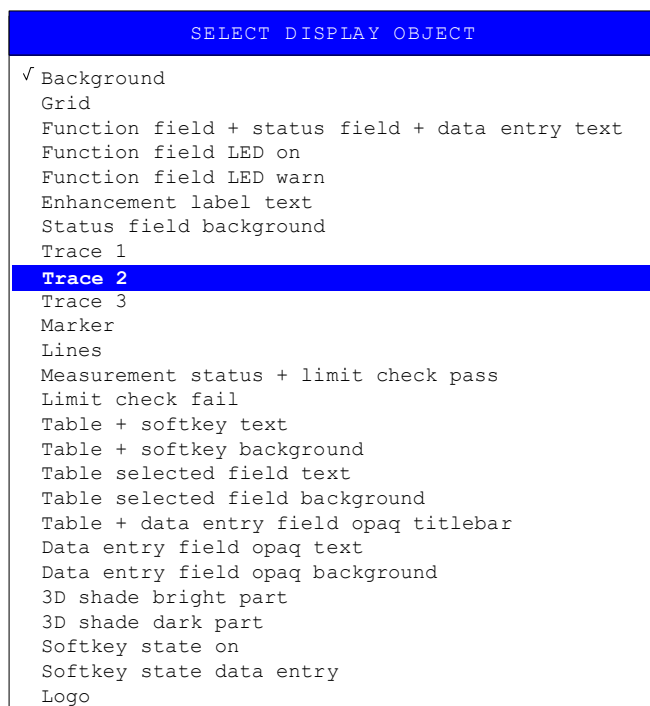 SELECT DISPLAY OBJECT
√ Background
Grid
Function field + status field + data entry text
Function field LED on
Function field LED warn
Enhancement label text
Status field background
Trace 1
Trace 2
Trace 3
Marker
Lines
Measurement status + limit check pass
Limit check fail
Table + softkey text
Table + softkey background
Table selected field text
Table selected field background
Table + data entry field opaq titlebar
Data entry field opaq text
Data entry field opaq background
3D shade bright part
3D shade dark part
Softkey state on
Softkey state data entry
Logo